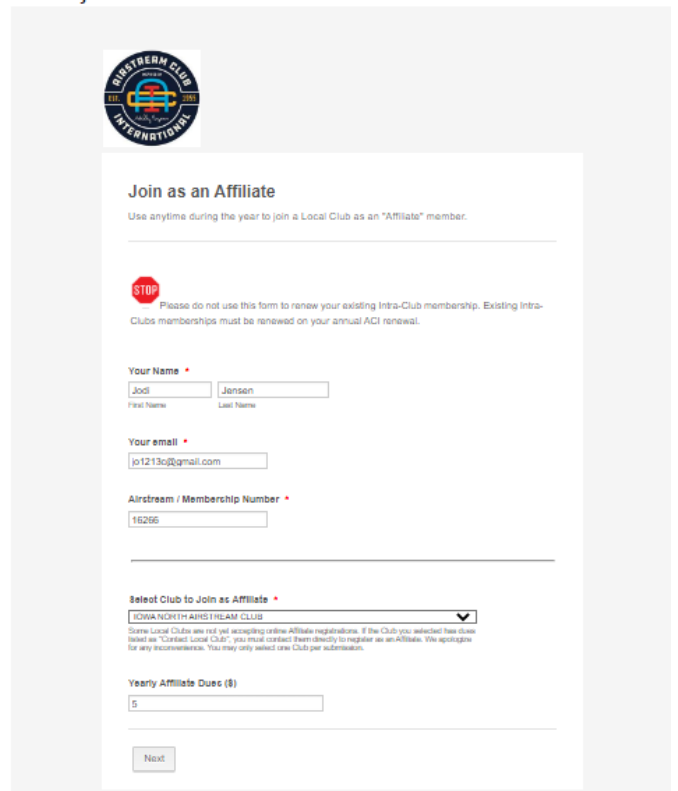 AIRSTREAM CLUB
EST.
INTERNATIONAL
Join as an Affiliate
Use anytime during the year to join a Local Club as an "Affiliate" member.
STOP
Please do not use this form to renew your existing Intra-Club membership. Existing Intra-
Clubs memberships must be renewed on your annual ACI renewal.
Your Name *
Jodi Jensen
First Name Last Name
Your email *
jo1213c@gmail.com
Airstream / Membership Number *
16266
Select Club to Join as Affiliate *
IOWA NORTH AIRSTREAM CLUB
Some Local Clubs are not yet accepting online Affiliate registrations. If the Club you selected has dues
listed as "Contact Local Club", you must contact them directly to register as an Affiliate. We apologize
for any inconvenience. You may only select one Club per submission.
Yearly Affiliate Dues ($)
5
Next